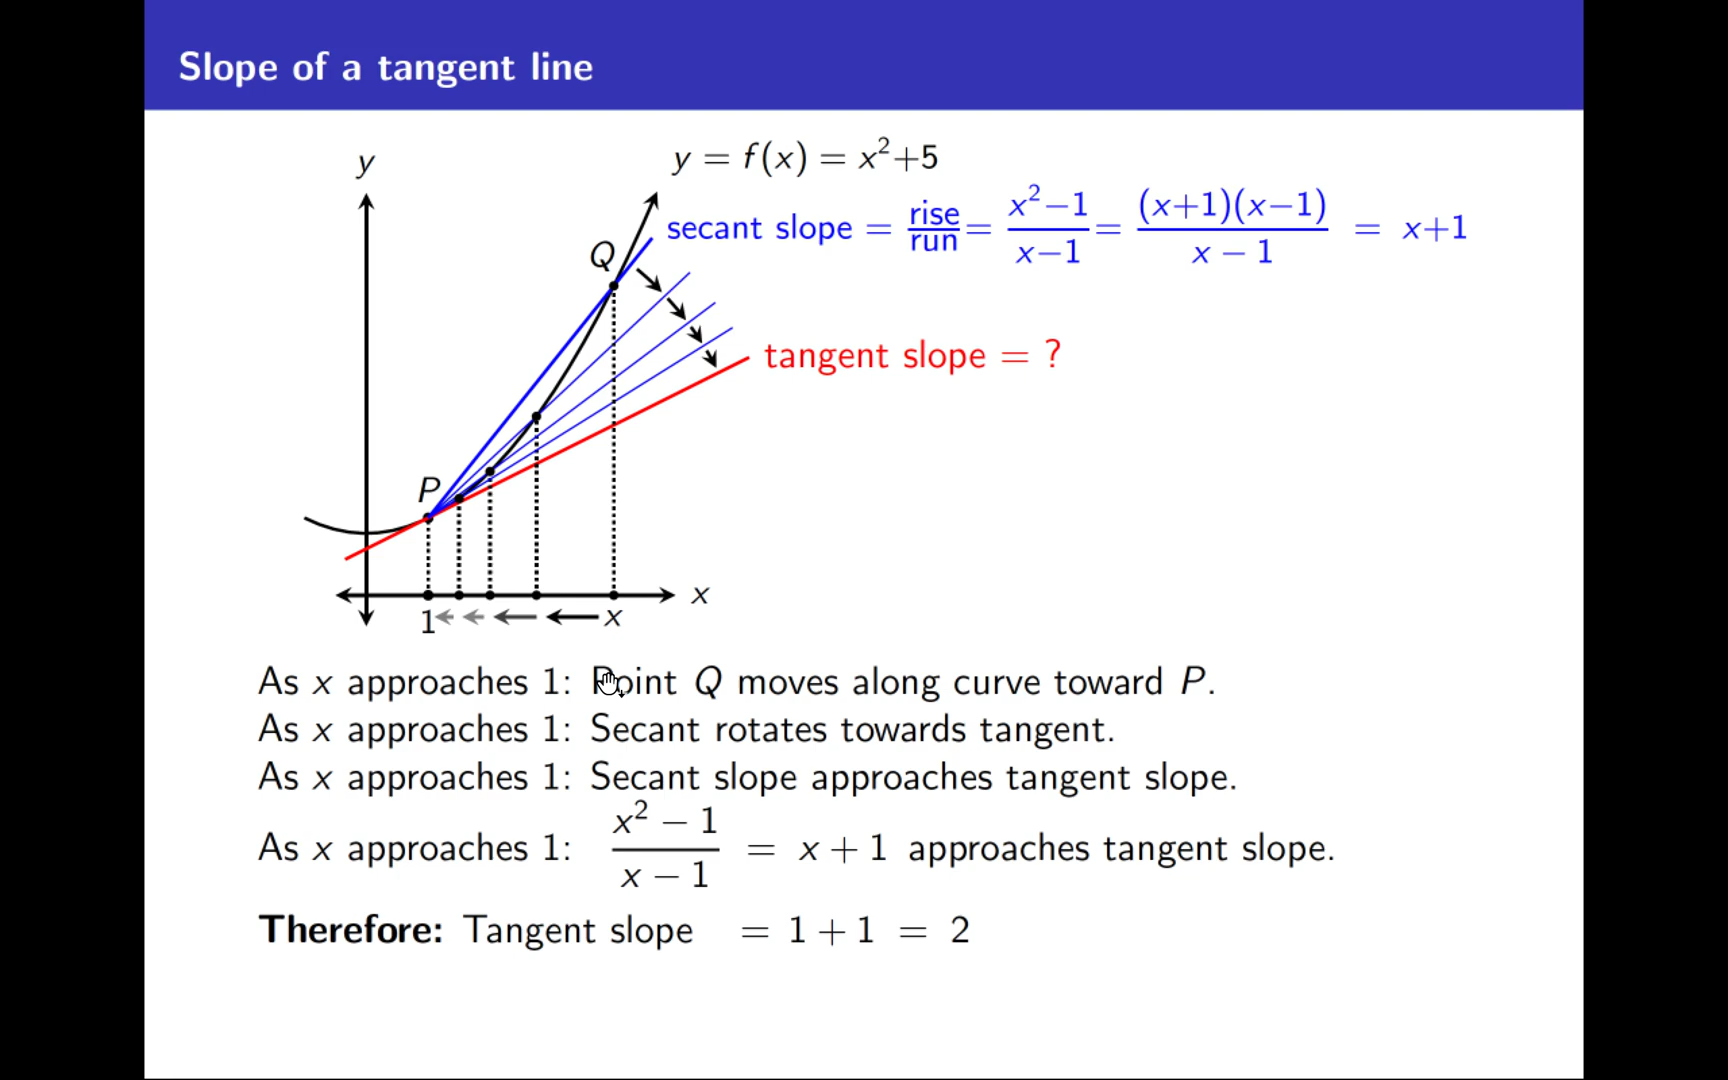 Slope of a tangent line
y
y = f(x) = x²+5
secant slope = rise/run = x²−1/x−1 = (x+1)(x−1)/x − 1 = x+1
Q
tangent slope = ?
P
x
1 x
As x approaches 1: Point Q moves along curve toward P.
As x approaches 1: Secant rotates towards tangent.
As x approaches 1: Secant slope approaches tangent slope.
As x approaches 1: x² − 1/x − 1 = x + 1 approaches tangent slope.
Therefore: Tangent slope = 1 + 1 = 2